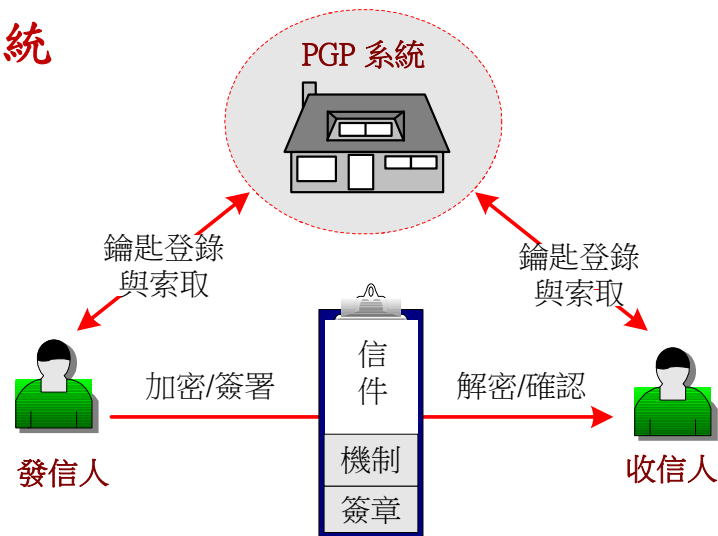 統
PGP 系統
鑰匙登錄
與索取
鑰匙登錄
與索取
信
件
加密/簽署
解密/確認
機制
簽章
發信人
收信人